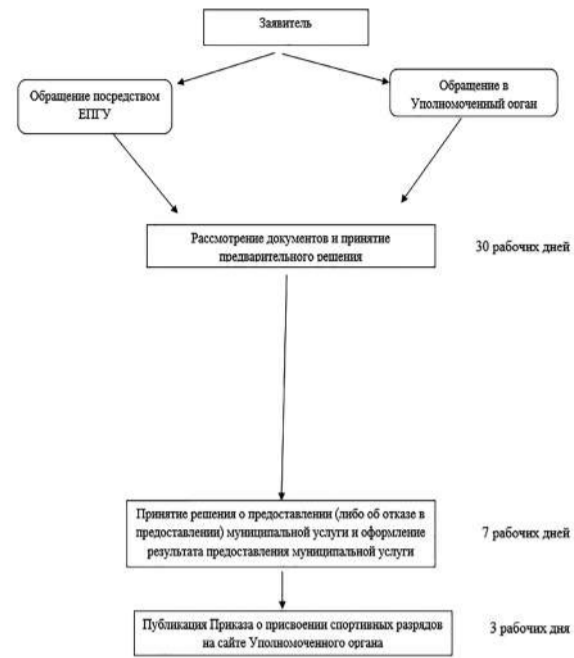 Заявитель
Обращение посредством
ЕПГУ
Обращение в
Уполномоченный орган
Рассмотрение документов и принятие
предварительного решения
30 рабочих дней
Принятие решения о предоставлении (либо об отказе в
предоставлении) муниципальной услуги и оформление
результата предоставления муниципальной услуги
7 рабочих дней
Публикация Приказа о присвоении спортивных разрядов
на сайте Уполномоченного органа
3 рабочих дня